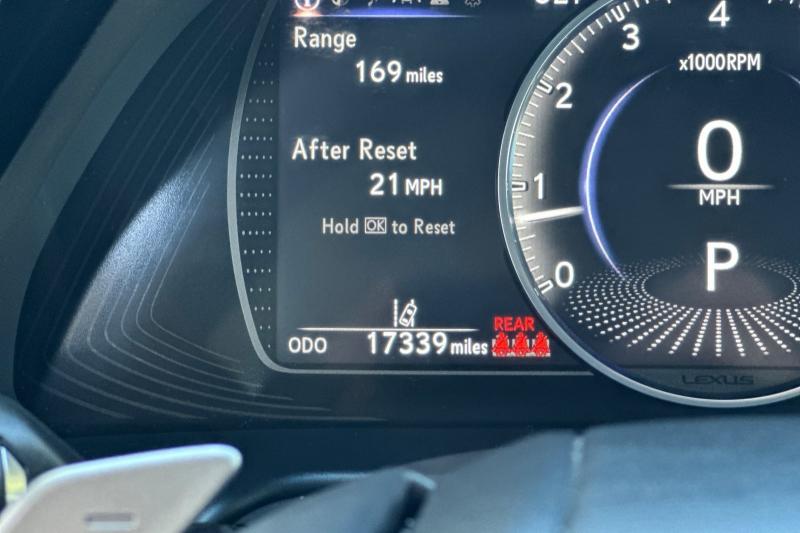 Range
169 miles
After Reset
21 MPH
Hold OK to Reset
ODO 17339 miles
REAR
4
3
x1000RPM
2
1
0
0
MPH
P
LEXUS